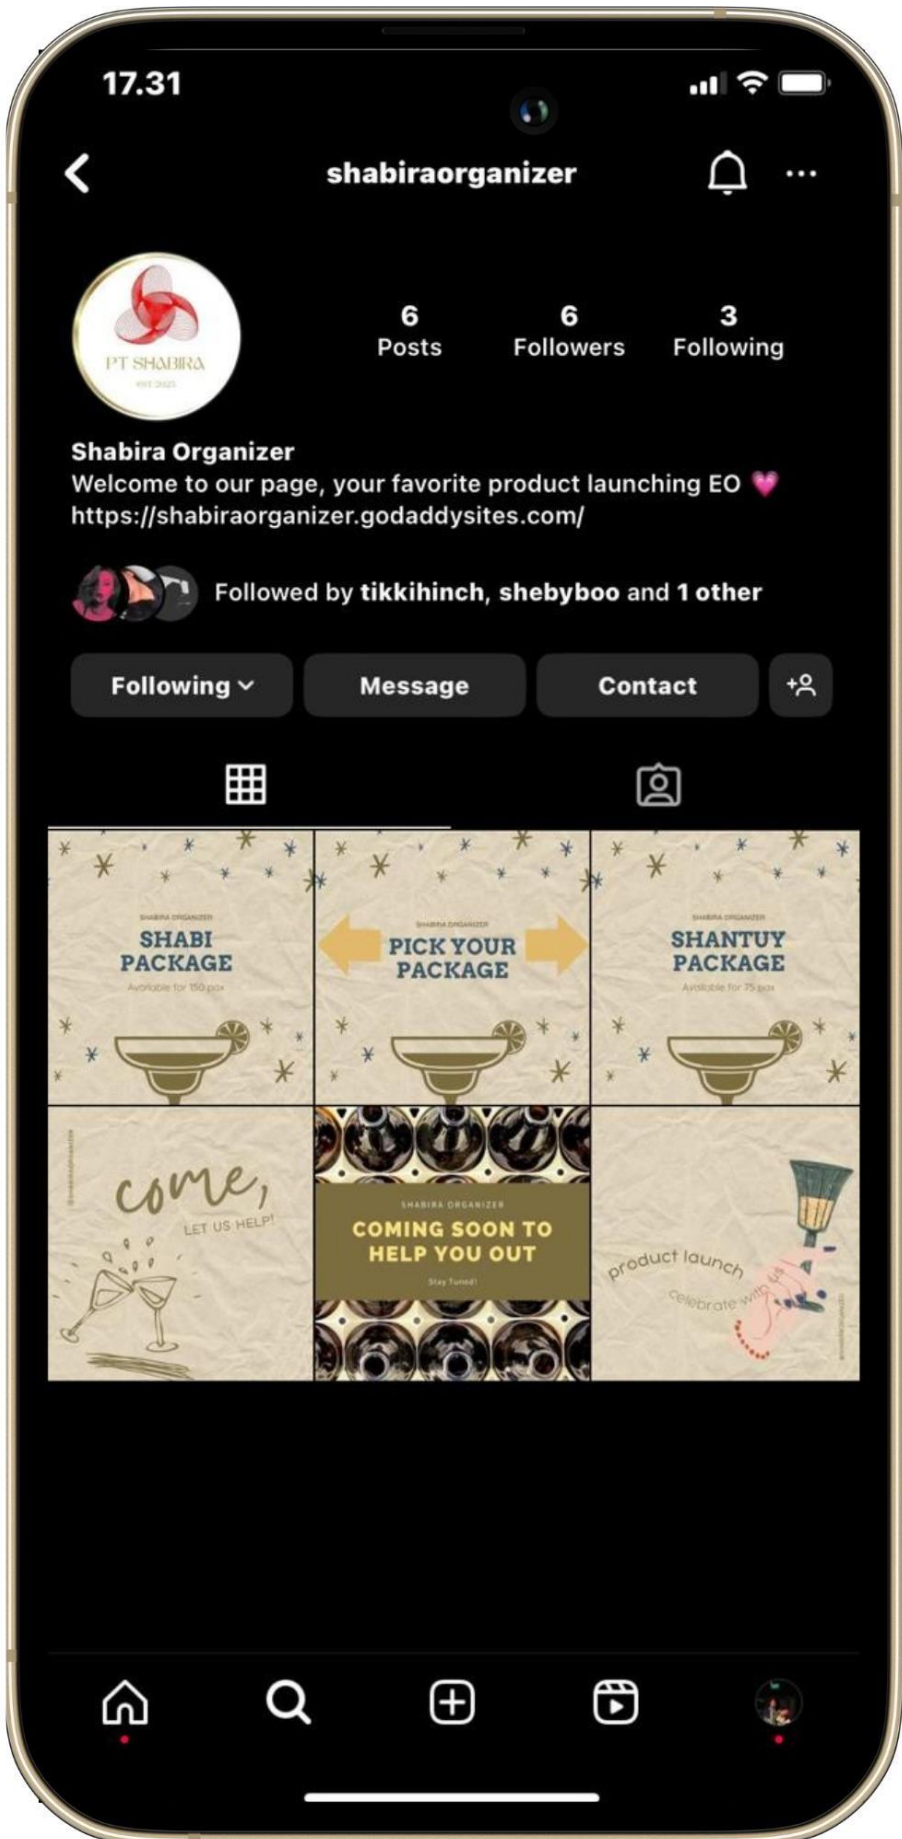 17.31
shabiraorganizer
PT SHABIRA
6 Posts
6 Followers
3 Following
Shabira Organizer
Welcome to our page, your favorite product launching EO 💗
https://shabiraorganizer.godaddysites.com/
Followed by tikkihinch, shebyboo and 1 other
Following
Message
Contact
SHABIRA ORGANIZER
SHABI
PACKAGE
Available for 150 pax
SHABIRA ORGANIZER
PICK YOUR
PACKAGE
SHABIRA ORGANIZER
SHANTUY
PACKAGE
Available for 75 pax
come,
LET US HELP!
SHABIRA ORGANIZER
COMING SOON TO
HELP YOU OUT
Stay Tuned!
product launch
celebrate with us